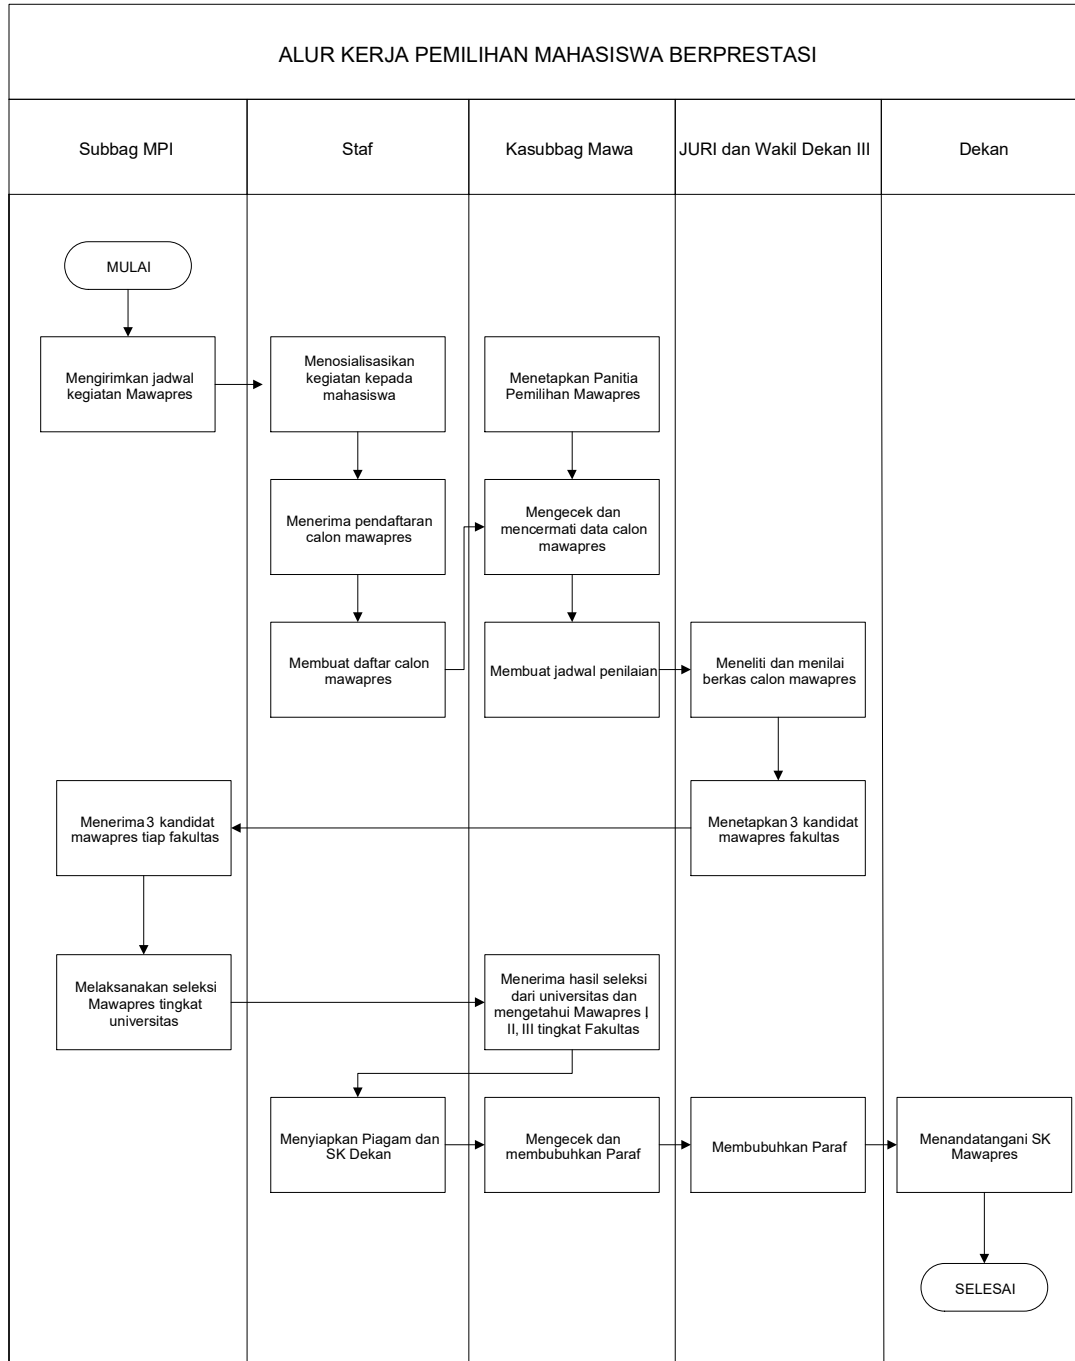 ALUR KERJA PEMILIHAN MAHASISWA BERPRESTASI
Subbag MPI
Staf
Kasubbag Mawa
JURI dan Wakil Dekan III
Dekan
MULAI
Mengirimkan jadwal
kegiatan Mawapres
Menosialisasikan
kegiatan kepada
mahasiswa
Menetapkan Panitia
Pemilihan Mawapres
Menerima pendaftaran
calon mawapres
Mengecek dan
mencermati data calon
mawapres
Membuat daftar calon
mawapres
Membuat jadwal penilaian
Meneliti dan menilai
berkas calon mawapres
Menerima 3 kandidat
mawapres tiap fakultas
Menetapkan 3 kandidat
mawapres fakultas
Melaksanakan seleksi
Mawapres tingkat
universitas
Menerima hasil seleksi
dari universitas dan
mengetahui Mawapres I,
II, III tingkat Fakultas
Menyiapkan Piagam dan
SK Dekan
Mengecek dan
membubuhkan Paraf
Membubuhkan Paraf
Menandatangani SK
Mawapres
SELESAI